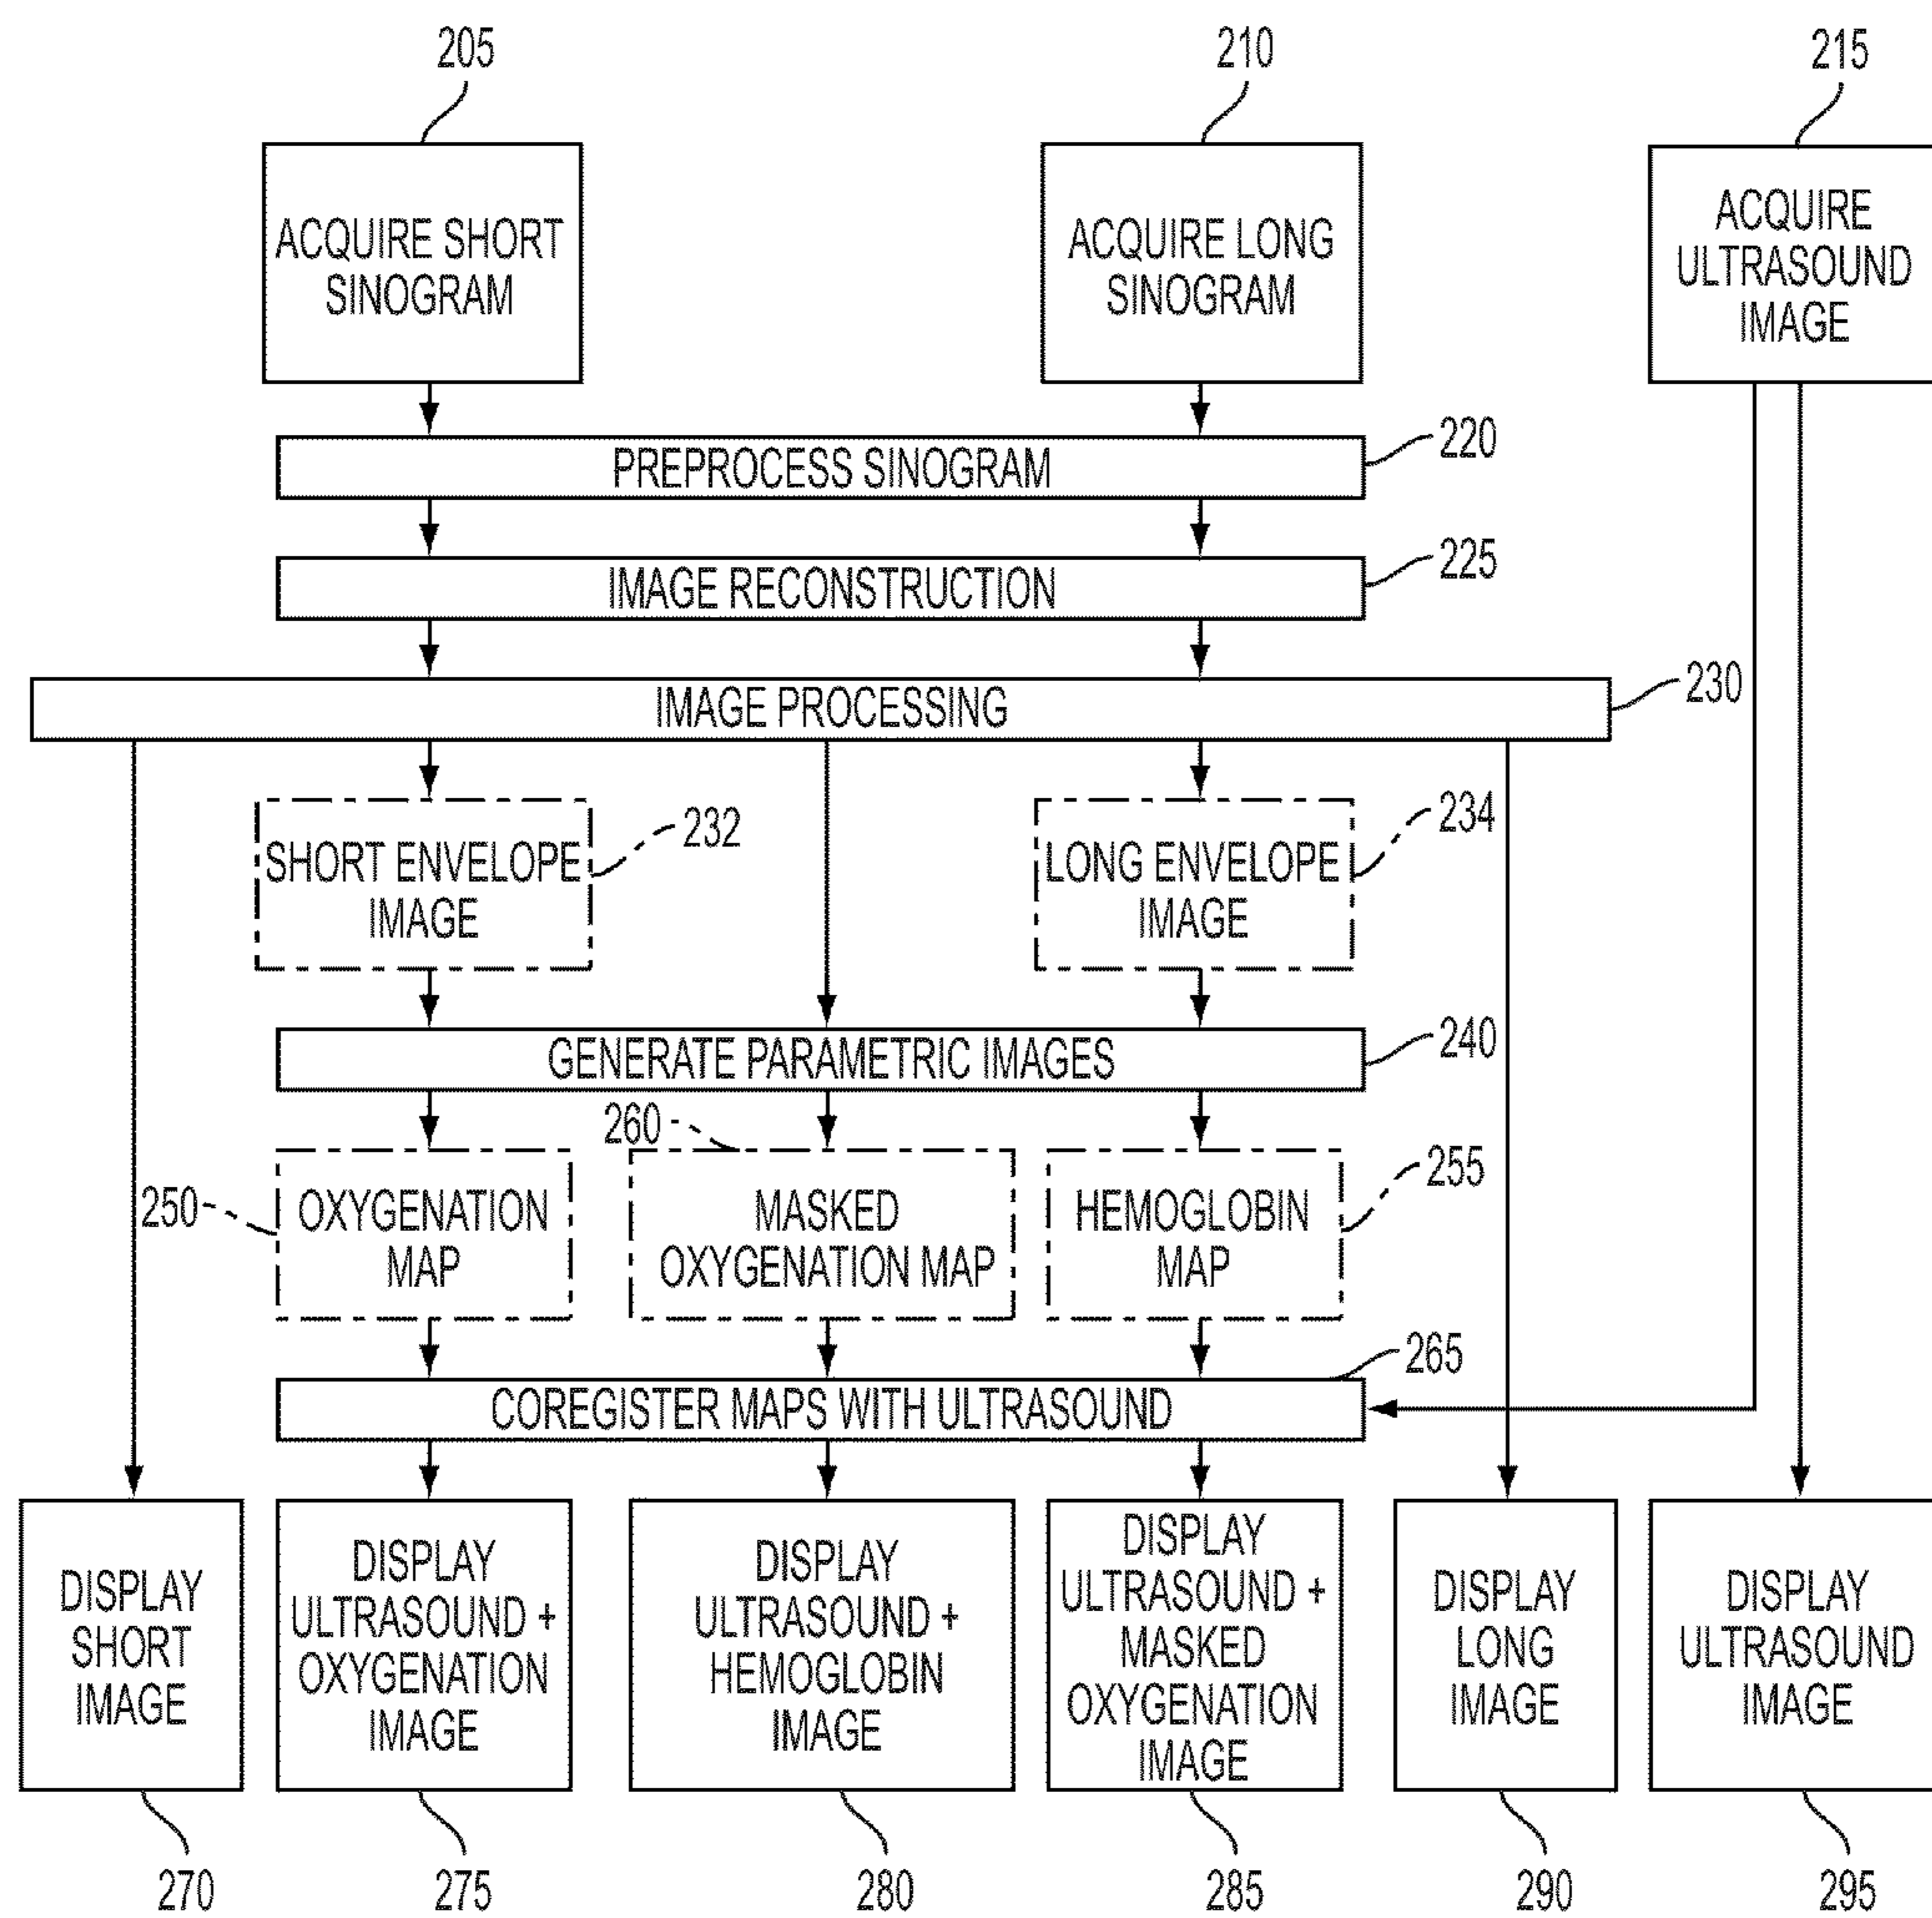 205
210
215
ACQUIRE SHORT
SINOGRAM
ACQUIRE LONG
SINOGRAM
ACQUIRE
ULTRASOUND
IMAGE
220
PREPROCESS SINOGRAM
225
IMAGE RECONSTRUCTION
230
IMAGE PROCESSING
232
SHORT ENVELOPE
IMAGE
234
LONG ENVELOPE
IMAGE
240
GENERATE PARAMETRIC IMAGES
260
250
OXYGENATION
MAP
MASKED
OXYGENATION MAP
255
HEMOGLOBIN
MAP
265
COREGISTER MAPS WITH ULTRASOUND
DISPLAY
SHORT
IMAGE
DISPLAY
ULTRASOUND +
OXYGENATION
IMAGE
DISPLAY
ULTRASOUND +
HEMOGLOBIN
IMAGE
DISPLAY
ULTRASOUND +
MASKED
OXYGENATION
IMAGE
DISPLAY
LONG
IMAGE
DISPLAY
ULTRASOUND
IMAGE
270
275
280
285
290
295